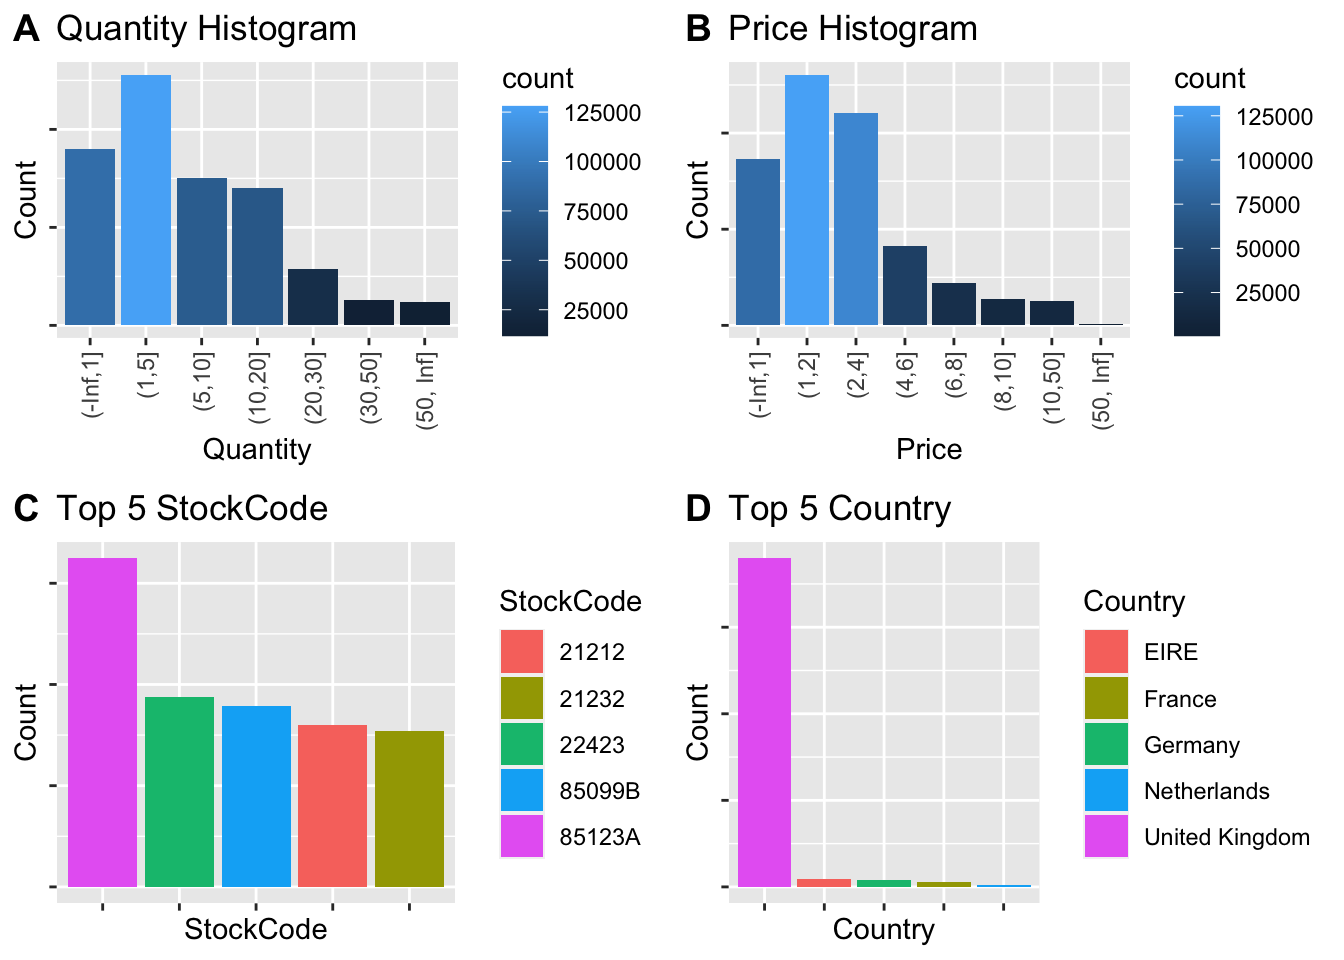 A Quantity Histogram
count
125000
100000
75000
50000
25000
Count
(-Inf,1]
(1,5]
(5,10]
(10,20]
(20,30]
(30,50]
(50, Inf]
Quantity
B Price Histogram
count
125000
100000
75000
50000
25000
Count
(-Inf,1]
(1,2]
(2,4]
(4,6]
(6,8]
(8,10]
(10,50]
(50, Inf]
Price
C Top 5 StockCode
Count
StockCode
StockCode
21212
21232
22423
85099B
85123A
D Top 5 Country
Count
Country
Country
EIRE
France
Germany
Netherlands
United Kingdom